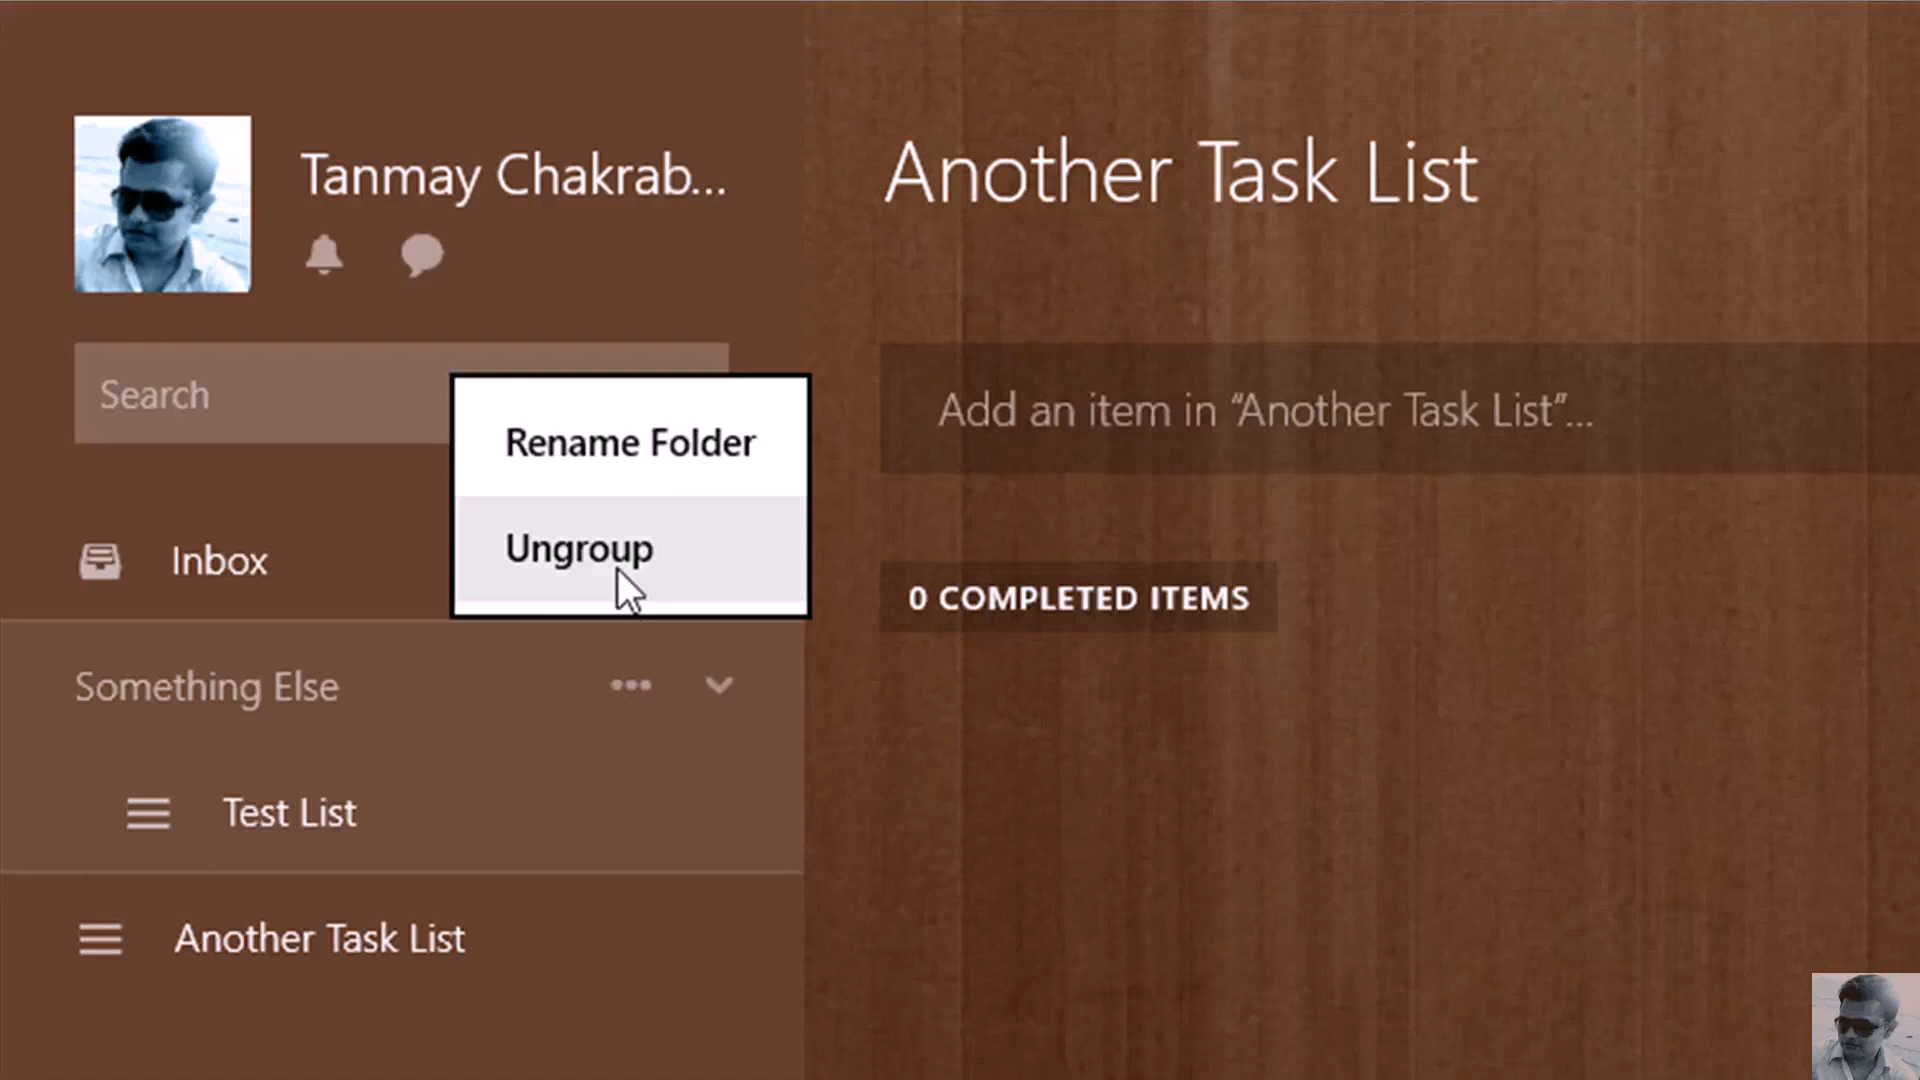 Tanmay Chakrab...
Search
Rename Folder
Ungroup
Inbox
Something Else
Test List
Another Task List
Another Task List
Add an item in “Another Task List”...
0 COMPLETED ITEMS